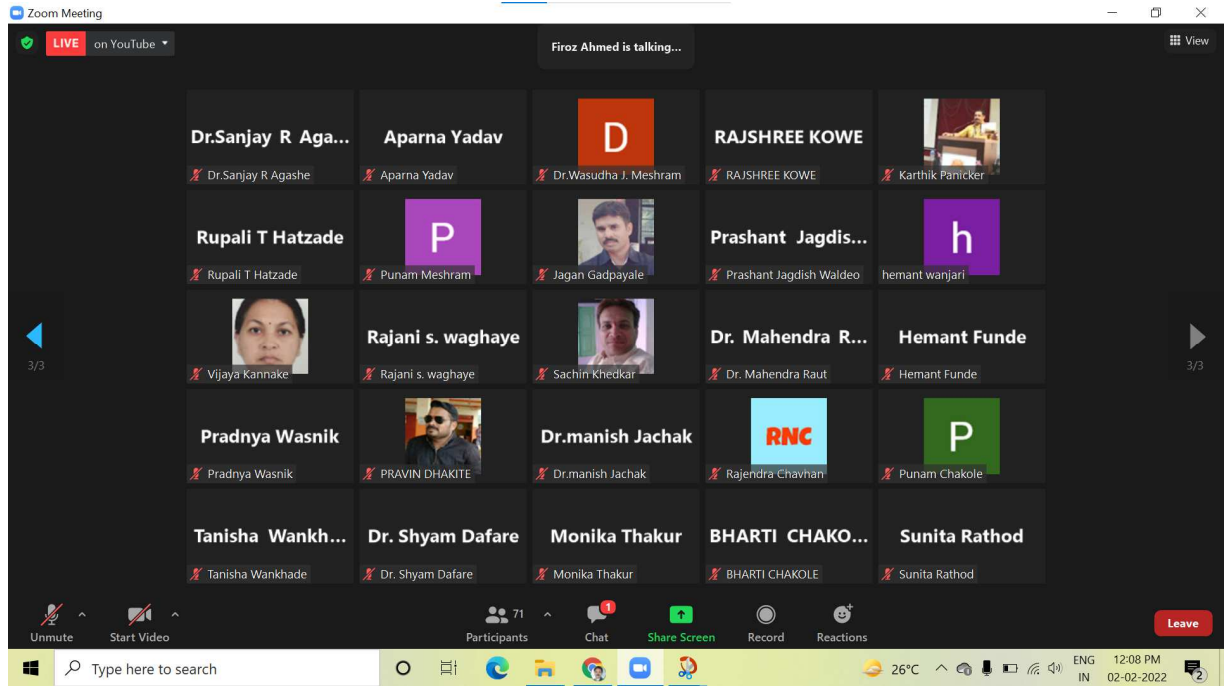 Zoom Meeting
LIVE on YouTube
Firoz Ahmed is talking...
View
Dr.Sanjay R Aga...
Dr.Sanjay R Agashe
Aparna Yadav
Aparna Yadav
D
Dr.Wasudha J. Meshram
RAJSHREE KOWE
RAJSHREE KOWE
Karthik Panicker
Rupali T Hatzade
Rupali T Hatzade
P
Punam Meshram
Jagan Gadpayale
Prashant Jagdis...
Prashant Jagdish Waldeo
h
hemant wanjari
Vijaya Kannake
Rajani s. waghaye
Rajani s. waghaye
Sachin Khedkar
Dr. Mahendra R...
Dr. Mahendra Raut
Hemant Funde
Hemant Funde
3/3
3/3
Pradnya Wasnik
Pradnya Wasnik
PRAVIN DHAKITE
Dr.manish Jachak
Dr.manish Jachak
RNC
Rajendra Chavhan
P
Punam Chakole
Tanisha Wankh...
Tanisha Wankhade
Dr. Shyam Dafare
Dr. Shyam Dafare
Monika Thakur
Monika Thakur
BHARTI CHAKO...
BHARTI CHAKOLE
Sunita Rathod
Sunita Rathod
Unmute
Start Video
71
Participants
1
Chat
Share Screen
Record
Reactions
Leave
Type here to search
26°C
ENG
IN
12:08 PM
02-02-2022
2